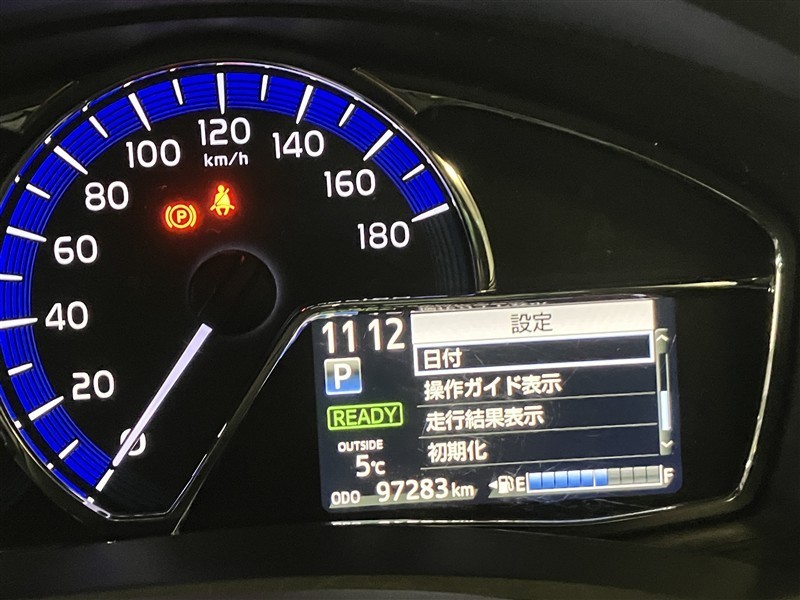 120
km/h
100
140
80
160
60
180
40
20
0
P
11 12
設定
日付
P
操作ガイド表示
READY
走行結果表示
OUTSIDE
5℃
初期化
ODO 97283 km
E F